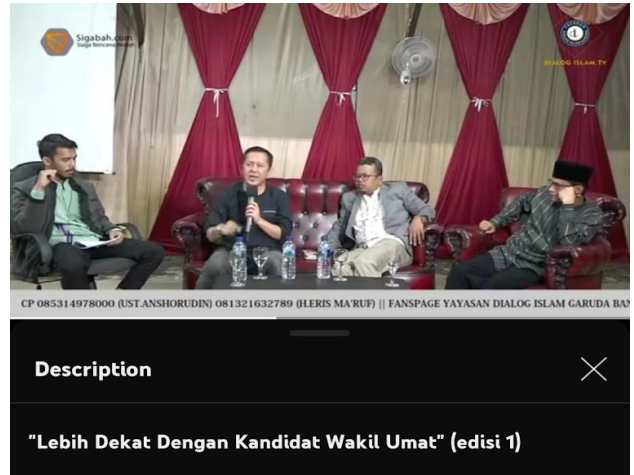 Sigabah.com
Siaga Bencana Nasiah
DIALOG ISLAM TV
CP 085314978000 (UST.ANSHORUDIN) 081321632789 (H.ERIS MA'RUF) || FANSPAGE YAYASAN DIALOG ISLAM GARUDA BAN
Description
"Lebih Dekat Dengan Kandidat Wakil Umat" (edisi 1)